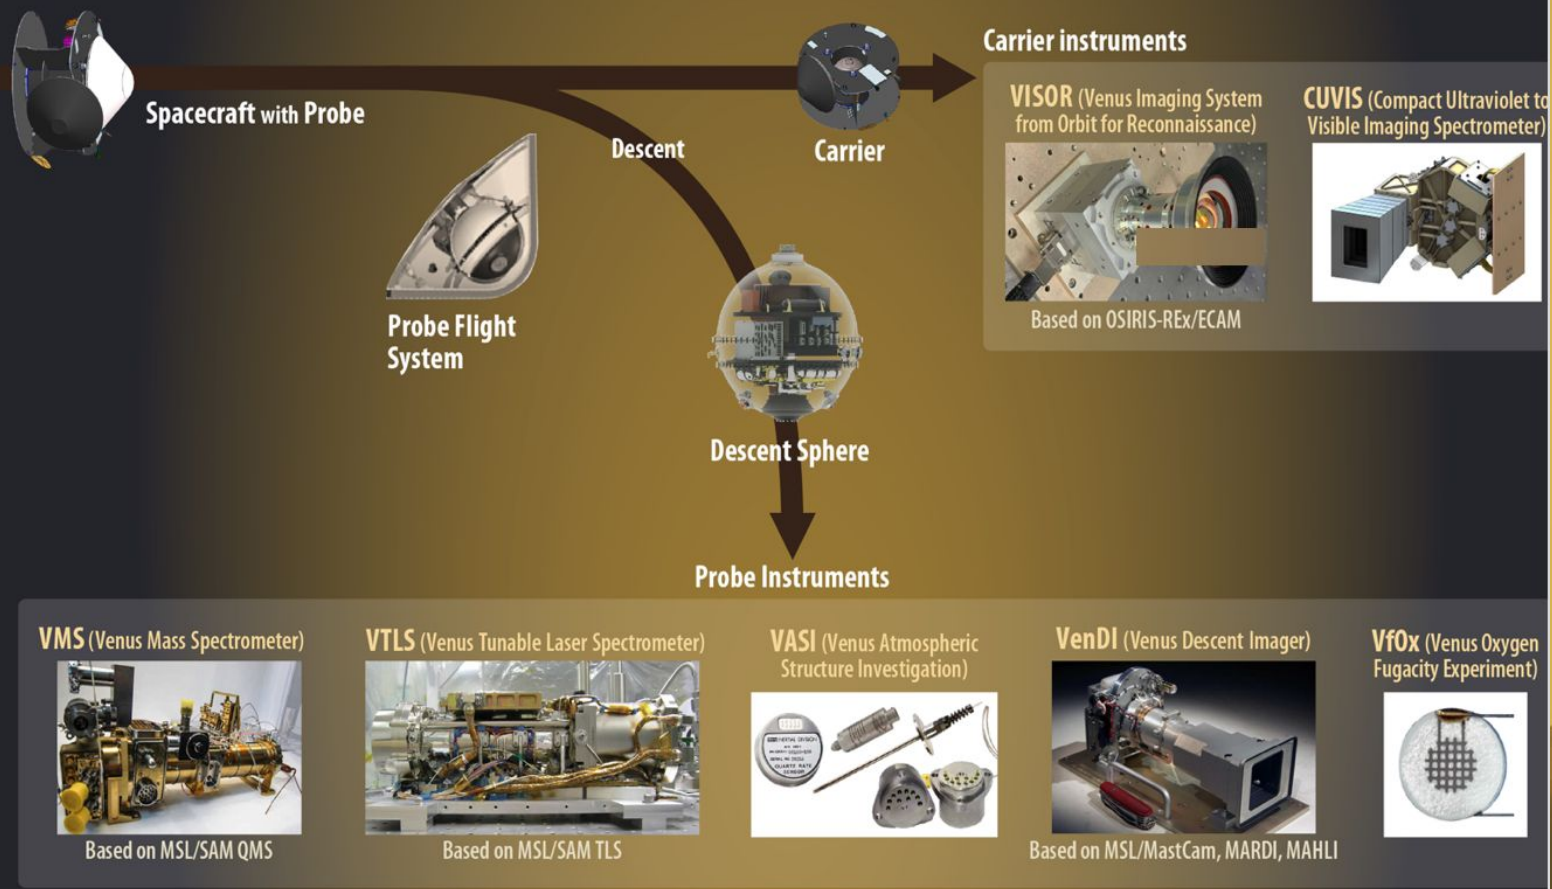 Spacecraft with Probe
Descent
Carrier
Probe Flight
System
Descent Sphere
Carrier instruments
VISOR (Venus Imaging System
from Orbit for Reconnaissance)
Based on OSIRIS-REx/ECAM
CUVIS (Compact Ultraviolet to
Visible Imaging Spectrometer)
Probe Instruments
VMS (Venus Mass Spectrometer)
Based on MSL/SAM QMS
VTLS (Venus Tunable Laser Spectrometer)
Based on MSL/SAM TLS
VASI (Venus Atmospheric
Structure Investigation)
QUARTZ RATE
SENSOR
VenDI (Venus Descent Imager)
Based on MSL/MastCam, MARDI, MAHLI
VfOx (Venus Oxygen
Fugacity Experiment)